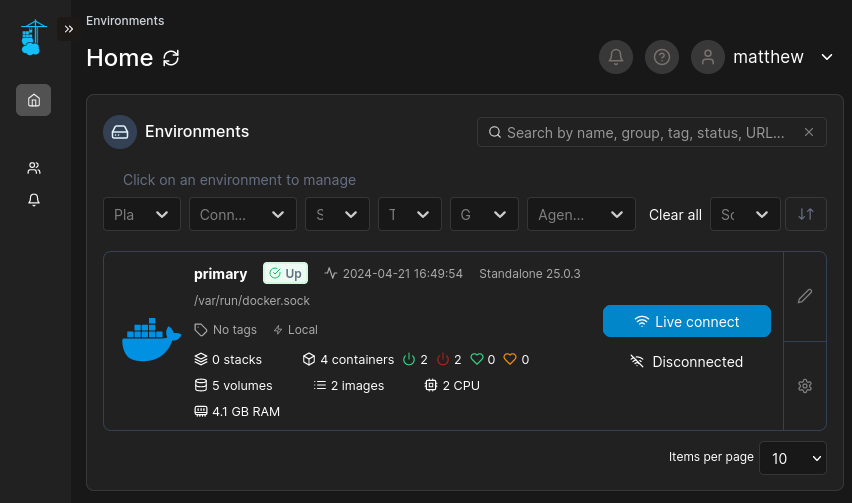 Environments
Home
matthew
Environments
Search by name, group, tag, status, URL...
Click on an environment to manage
Pla Conn... S T G Agen... Clear all So
primary Up 2024-04-21 16:49:54 Standalone 25.0.3
/var/run/docker.sock
No tags Local
Live connect
0 stacks 4 containers 2 2 0 0
Disconnected
5 volumes 2 images 2 CPU
4.1 GB RAM
Items per page 10